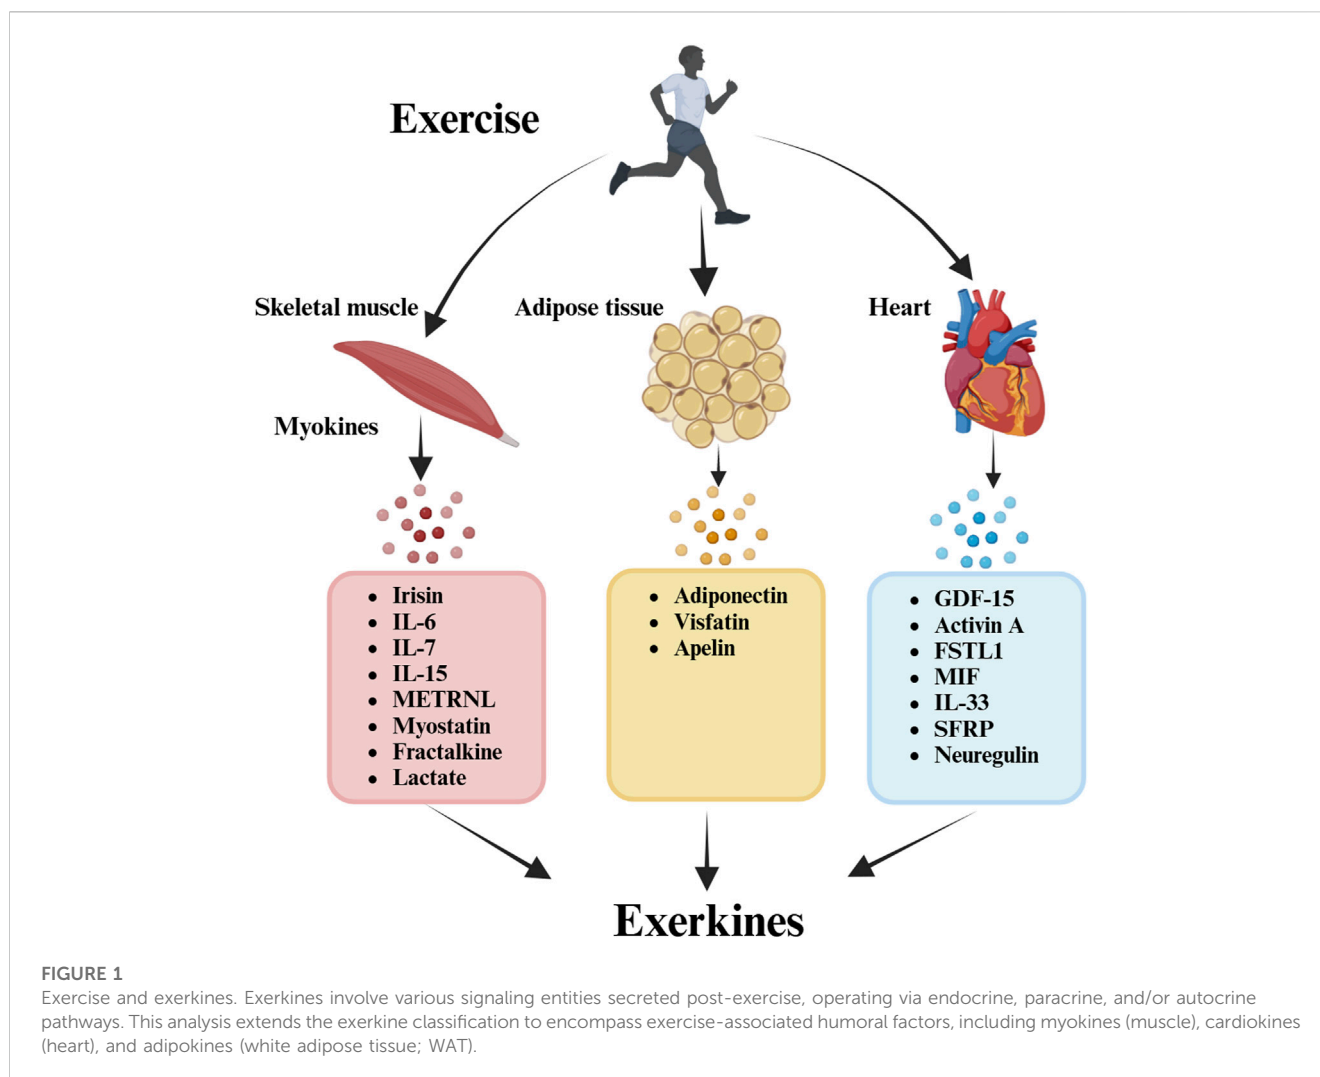 Exercise
Skeletal muscle
Adipose tissue
Heart
Myokines
• Irisin
• IL-6
• IL-7
• IL-15
• METRNL
• Myostatin
• Fractalkine
• Lactate
• Adiponectin
• Visfatin
• Apelin
• GDF-15
• Activin A
• FSTL1
• MIF
• IL-33
• SFRP
• Neuregulin
Exerkines
FIGURE 1
Exercise and exerkines. Exerkines involve various signaling entities secreted post-exercise, operating via endocrine, paracrine, and/or autocrine
pathways. This analysis extends the exerkine classification to encompass exercise-associated humoral factors, including myokines (muscle), cardiokines
(heart), and adipokines (white adipose tissue; WAT).